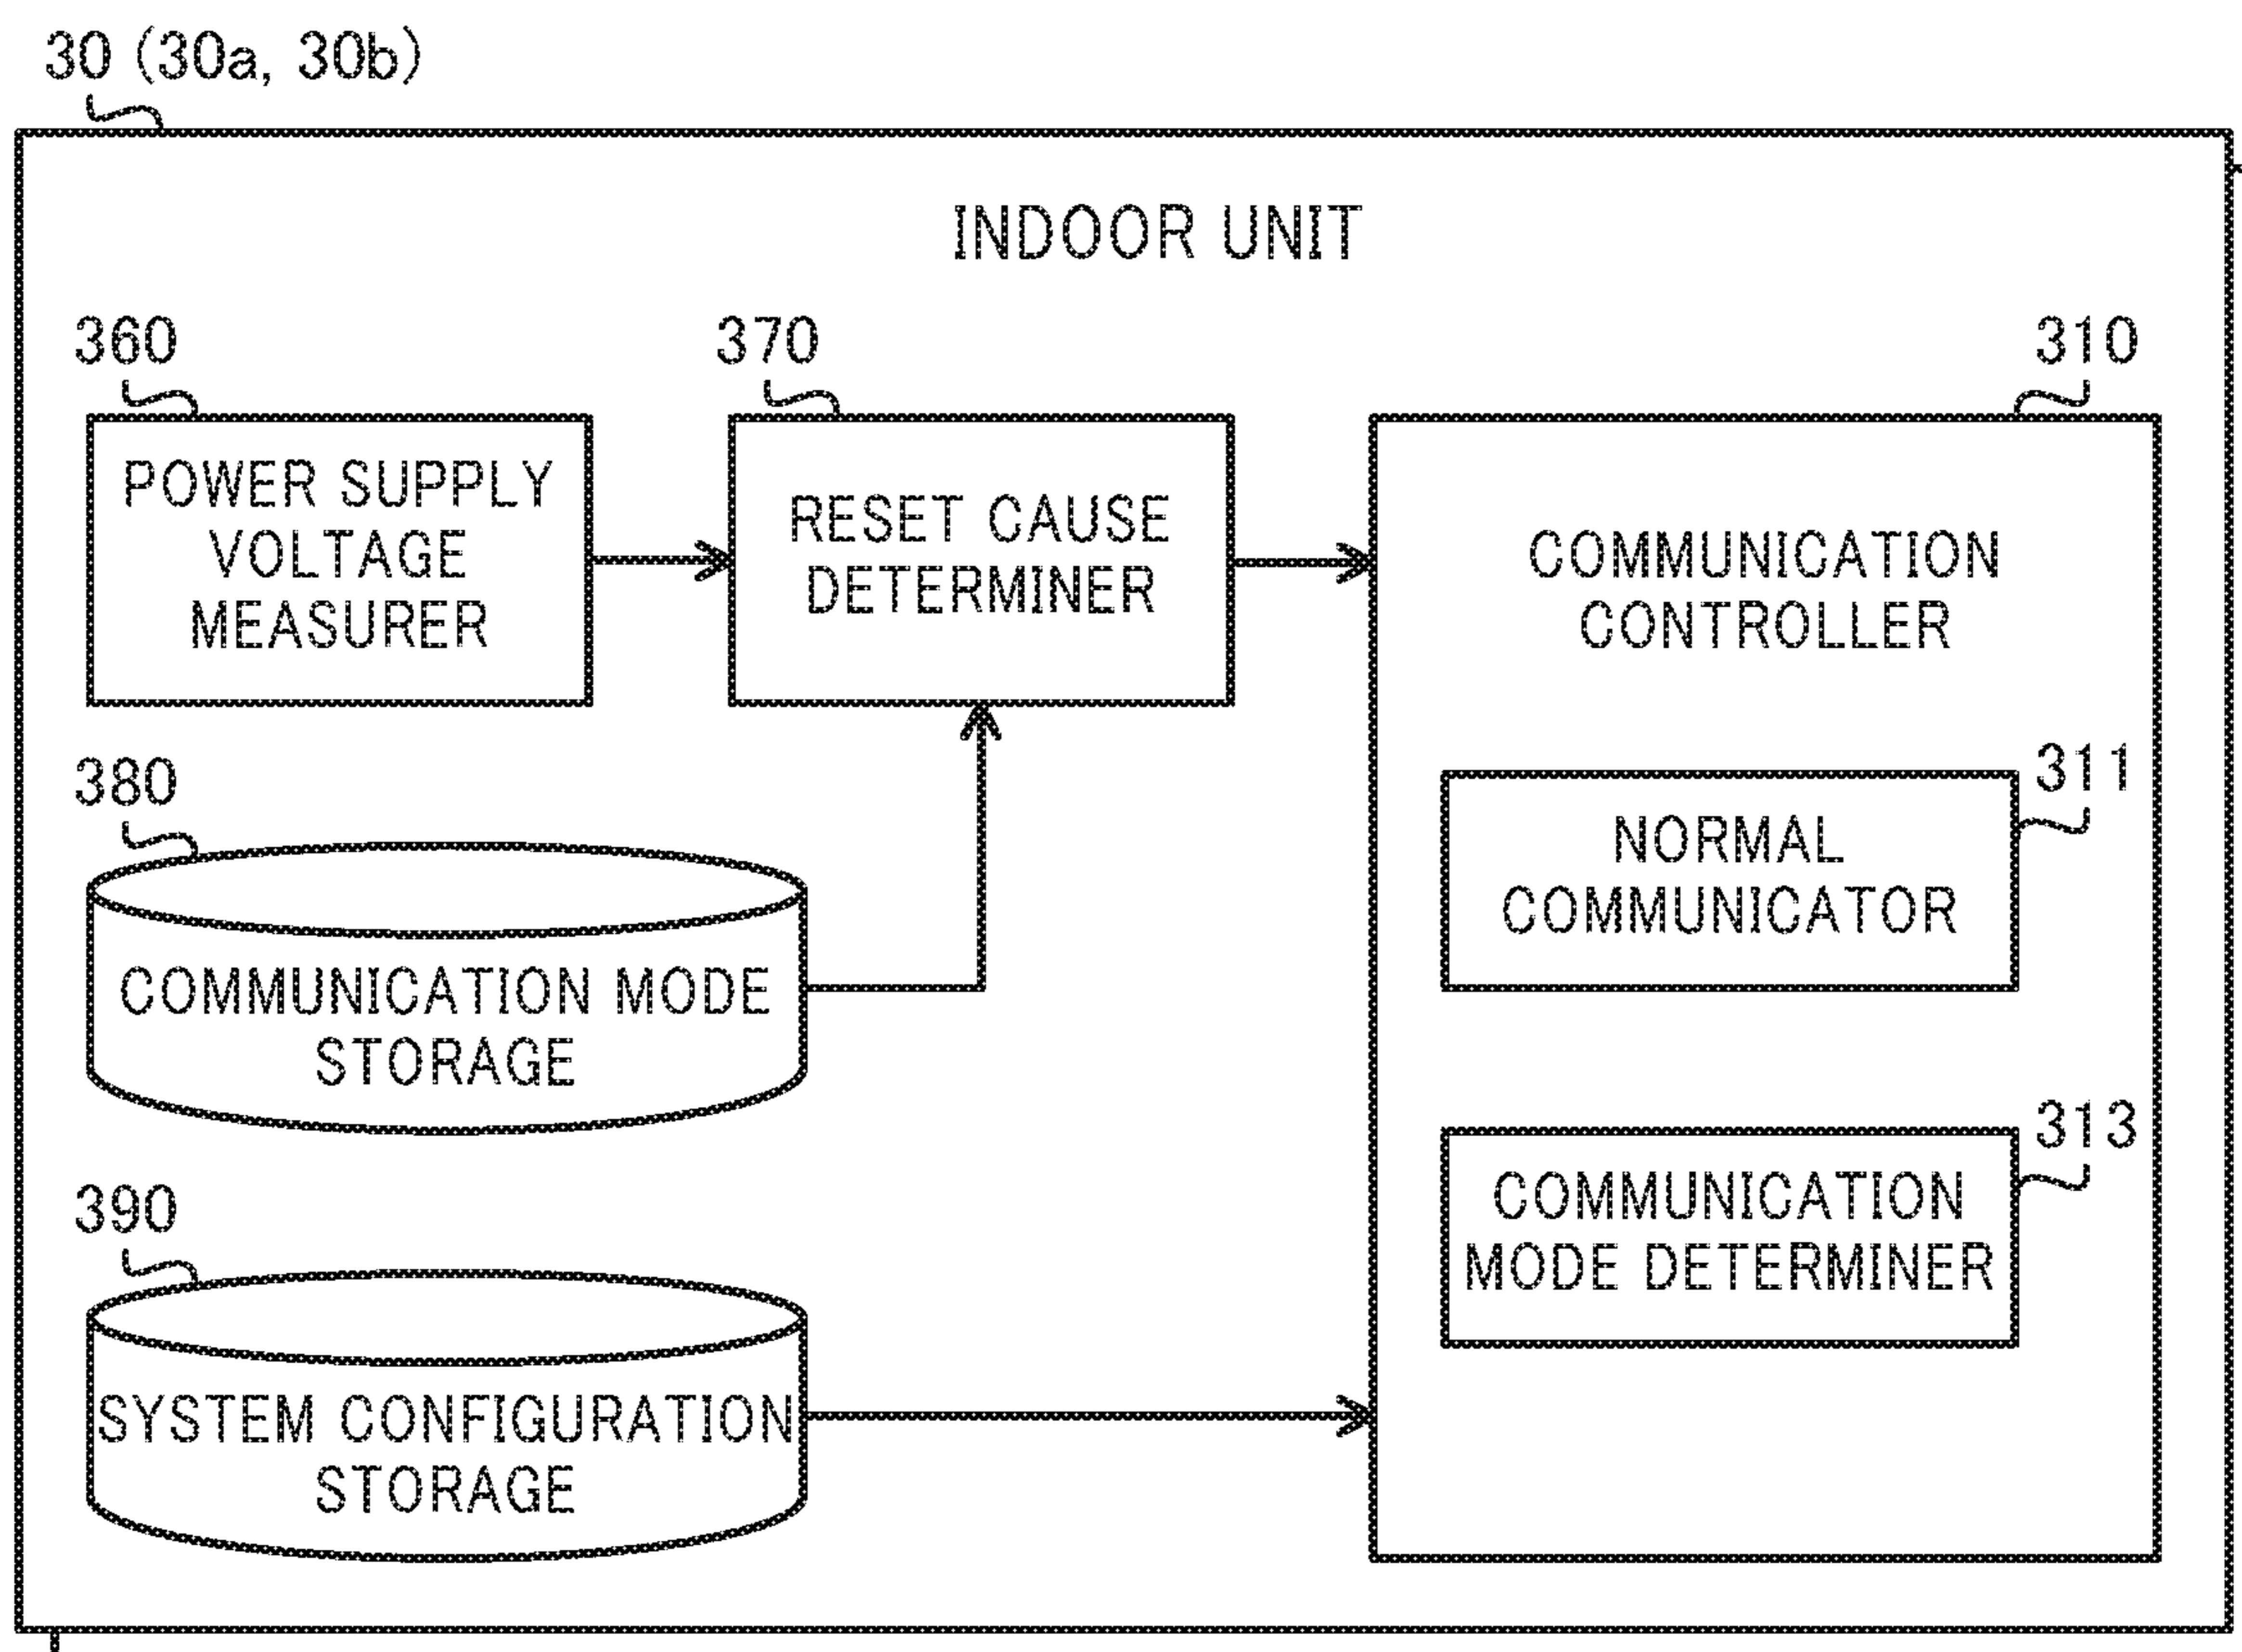 30 (30a, 30b)
INDOOR UNIT
360
POWER SUPPLY
VOLTAGE
MEASURER
370
RESET CAUSE
DETERMINER
310
COMMUNICATION
CONTROLLER
311
NORMAL
COMMUNICATOR
313
COMMUNICATION
MODE DETERMINER
380
COMMUNICATION MODE
STORAGE
390
SYSTEM CONFIGURATION
STORAGE